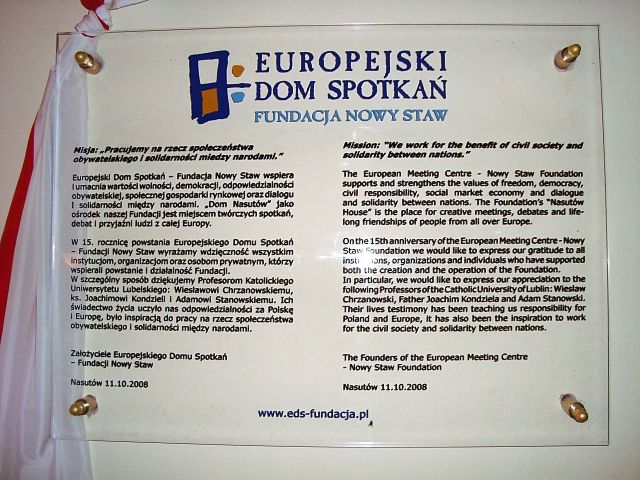 EUROPEJSKI
DOM SPOTKAŃ
FUNDACJA NOWY STAW
Misja: „Pracujemy na rzecz społeczeństwa
obywatelskiego i solidarności między narodami."
Europejski Dom Spotkań – Fundacja Nowy Staw wspiera
i umacnia wartości wolności, demokracji, odpowiedzialności
obywatelskiej, społecznej gospodarki rynkowej oraz dialogu
i solidarności między narodami. „Dom Nasutów" jako
ośrodek naszej Fundacji jest miejscem twórczych spotkań,
debat i przyjaźni ludzi z całej Europy.
W 15. rocznicę powstania Europejskiego Domu Spotkań
– Fundacji Nowy Staw wyrażamy wdzięczność wszystkim
instytucjom, organizacjom oraz osobom prywatnym, którzy
wspierali powstanie i działalność Fundacji.
W szczególny sposób dziękujemy Profesorom Katolickiego
Uniwersytetu Lubelskiego: Wiesławowi Chrzanowskiemu,
ks. Joachimowi Kondzieli i Adamowi Stanowskiemu. Ich
świadectwo życia uczyło nas odpowiedzialności za Polskę
i Europę, było inspiracją do pracy na rzecz społeczeństwa
obywatelskiego i solidarności między narodami.
Założyciele Europejskiego Domu Spotkań
– Fundacji Nowy Staw
Nasutów 11.10.2008
Mission: "We work for the benefit of civil society and
solidarity between nations."
The European Meeting Centre - Nowy Staw Foundation
supports and strengthens the values of freedom, democracy,
civil responsibility, social market economy and dialogue
and solidarity between nations. The Foundation's "Nasutów
House" is the place for creative meetings, debates and life-
long friendships of people from all over Europe.
On the 15th anniversary of the European Meeting Centre - Nowy
Staw Foundation we would like to express our gratitude to all
institutions, organizations and individuals who have supported
both the creation and the operation of the Foundation.
In particular, we would like to express our appreciation to the
following Professors of the Catholic University of Lublin: Wiesław
Chrzanowski, Father Joachim Kondziela and Adam Stanowski.
Their lives testimony has been teaching us responsibility for
Poland and Europe, it has also been the inspiration to work
for the civil society and solidarity between nations.
The Founders of the European Meeting Centre
- Nowy Staw Foundation
Nasutów 11.10.2008
www.eds-fundacja.pl